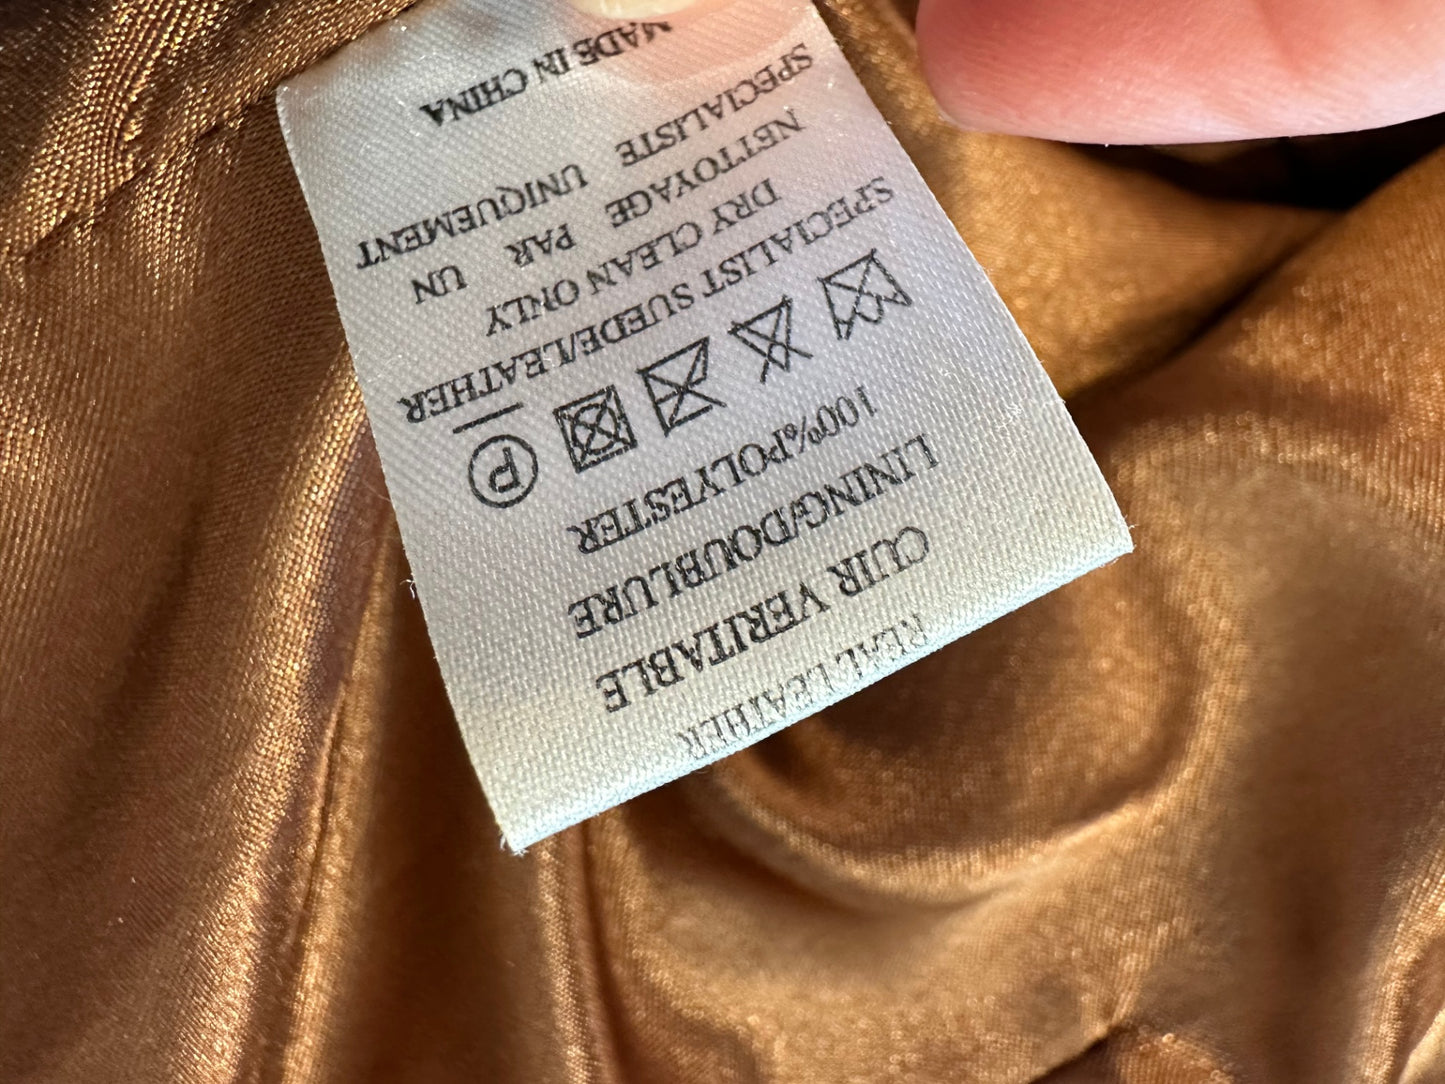 REAL LEATHER
CUIR VERITABLE
LINING/DOUBLURE
100%POLYESTER
P
SPECIALIST SUEDE/LEATHER
DRY CLEAN ONLY
NETTOYAGE PAR UN
SPECIALISTE UNIQUEMENT
MADE IN CHINA